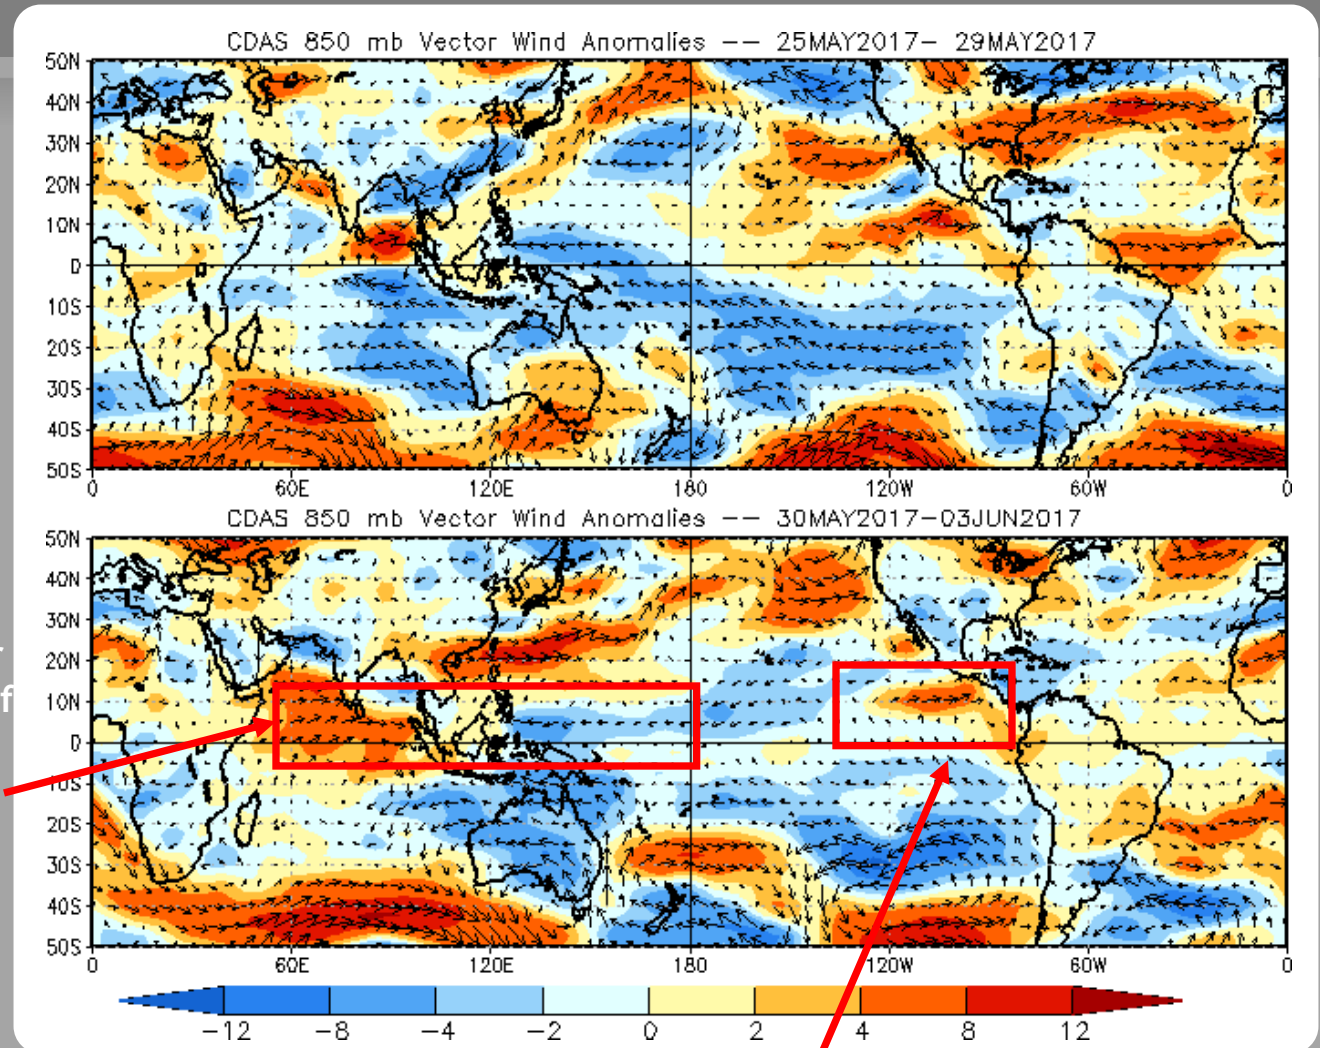 CDAS 850 mb Vector Wind Anomalies -- 25MAY2017- 29MAY2017
50N
40N
30N
20N
10N
0
10S
20S
30S
40S
50S
0 60E 120E 180 120W 60W 0
CDAS 850 mb Vector Wind Anomalies -- 30MAY2017-03JUN2017
50N
40N
30N
20N
10N
0
10S
20S
30S
40S
50S
0 60E 120E 180 120W 60W 0
-12 -8 -4 -2 0 2 4 8 12